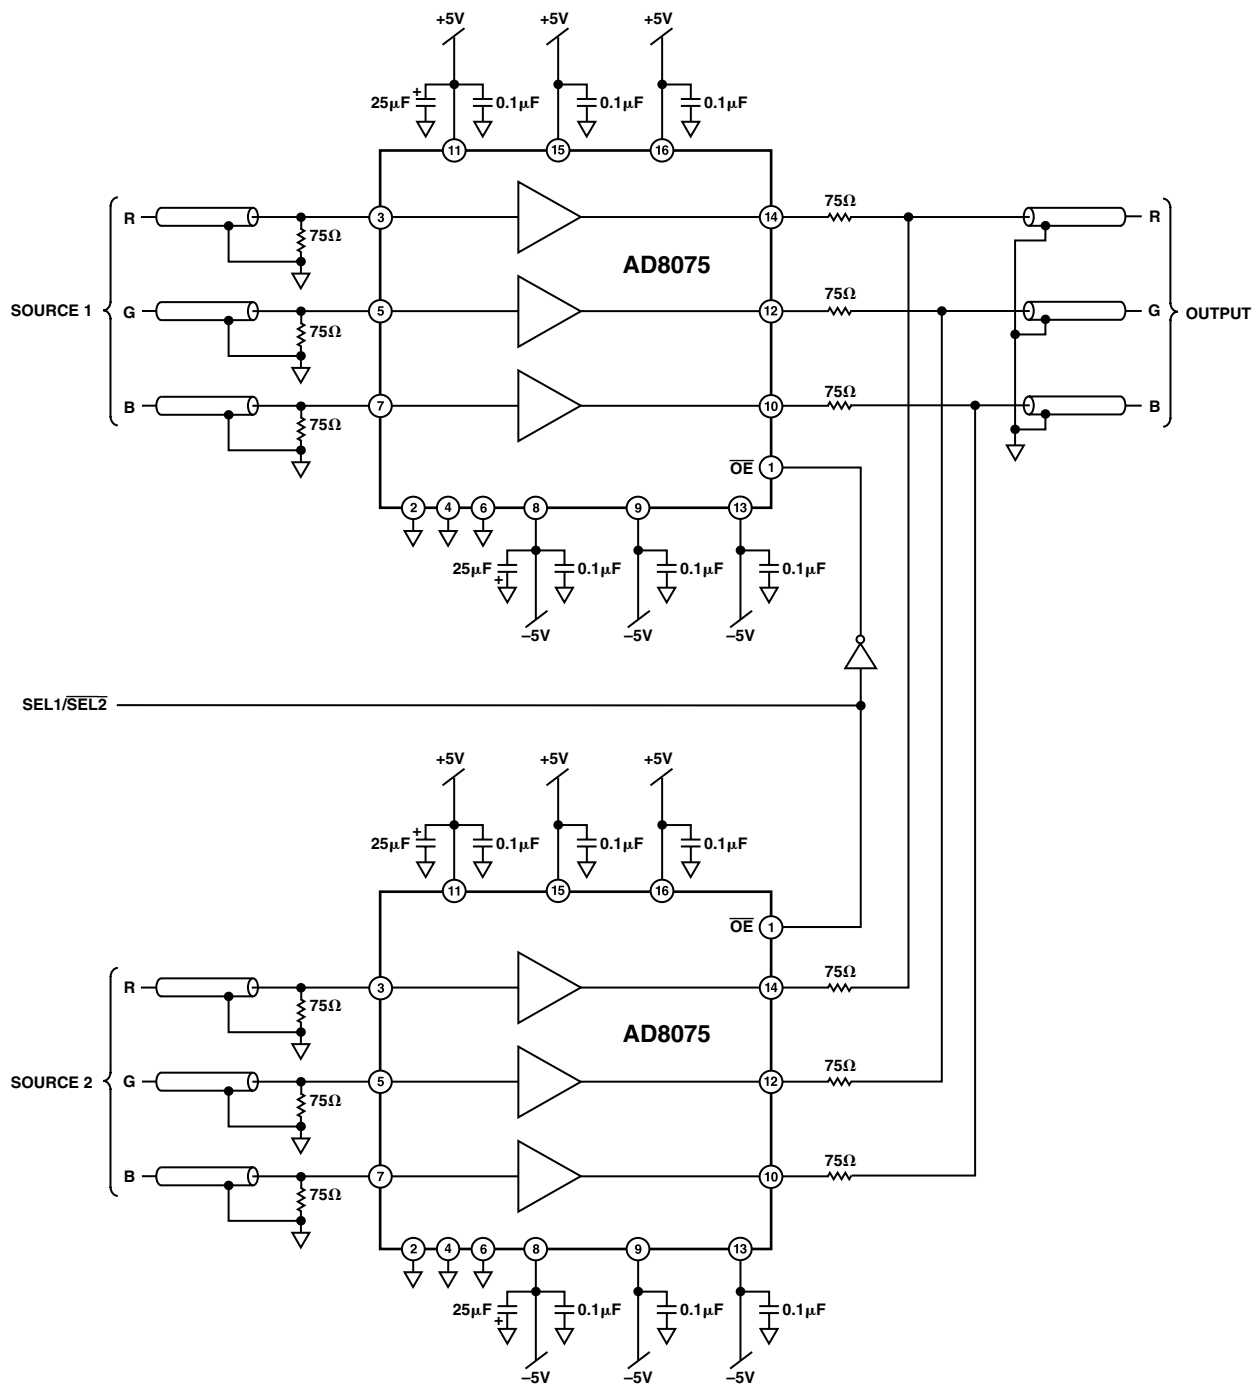 +5V +5V +5V
25µF + 0.1µF 0.1µF 0.1µF
11 15 16
R 75Ω 3 14 75Ω R
AD8075
SOURCE 1 G 75Ω 5 12 75Ω G OUTPUT
B 75Ω 7 10 75Ω B
OE 1
2 4 6 8 9 13
25µF + 0.1µF 0.1µF 0.1µF
–5V –5V –5V
SEL1/SEL2
+5V +5V +5V
25µF + 0.1µF 0.1µF 0.1µF
11 15 16
OE 1
R 75Ω 3 14 75Ω
AD8075
SOURCE 2 G 75Ω 5 12 75Ω
B 75Ω 7 10 75Ω
2 4 6 8 9 13
25µF + 0.1µF 0.1µF 0.1µF
–5V –5V –5V